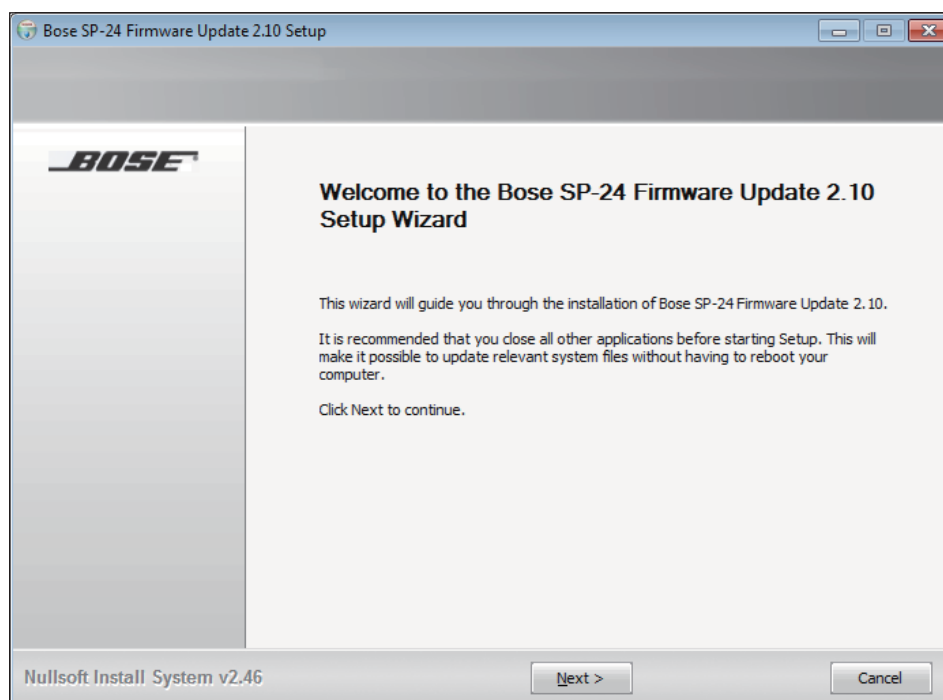 Bose SP-24 Firmware Update 2.10 Setup
BOSE
Welcome to the Bose SP-24 Firmware Update 2.10
Setup Wizard
This wizard will guide you through the installation of Bose SP-24 Firmware Update 2.10.
It is recommended that you close all other applications before starting Setup. This will
make it possible to update relevant system files without having to reboot your
computer.
Click Next to continue.
Nullsoft Install System v2.46
Next >
Cancel